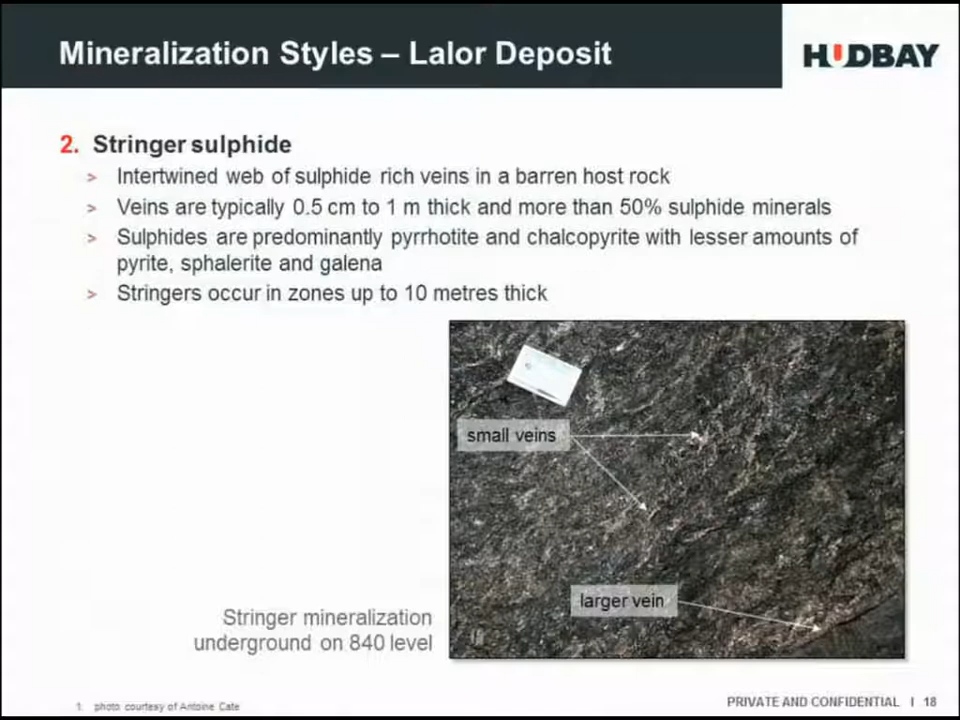 Mineralization Styles – Lalor Deposit
HUDBAY
2. Stringer sulphide
> Intertwined web of sulphide rich veins in a barren host rock
> Veins are typically 0.5 cm to 1 m thick and more than 50% sulphide minerals
> Sulphides are predominantly pyrrhotite and chalcopyrite with lesser amounts of
pyrite, sphalerite and galena
> Stringers occur in zones up to 10 metres thick
small veins
larger vein
Stringer mineralization
underground on 840 level
1. photo courtesy of Antoine Cate
PRIVATE AND CONFIDENTIAL | 18